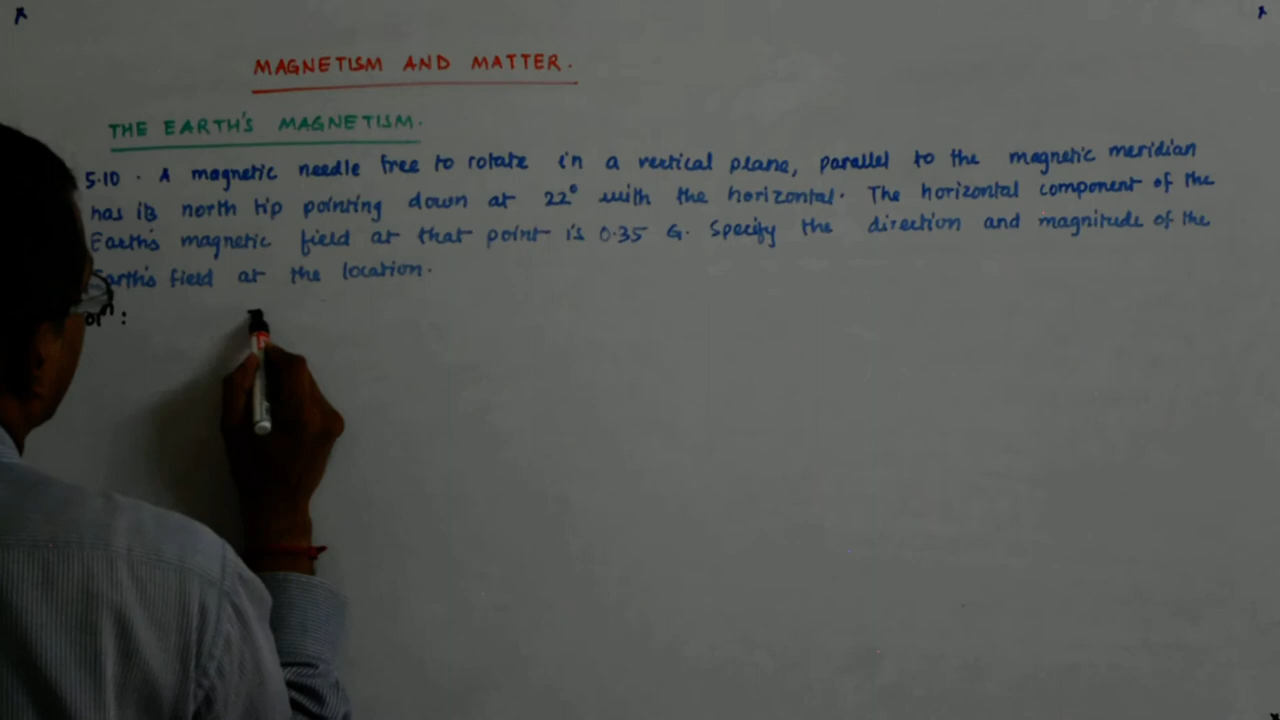 MAGNETISM AND MATTER.
THE EARTH'S MAGNETISM.
5.10. A magnetic needle free to rotate in a vertical plane, parallel to the magnetic meridian
has its north tip pointing down at 22° with the horizontal. The horizontal component of the
Earth's magnetic field at that point is 0.35 G. Specify the direction and magnitude of the
Earth's field at the location.